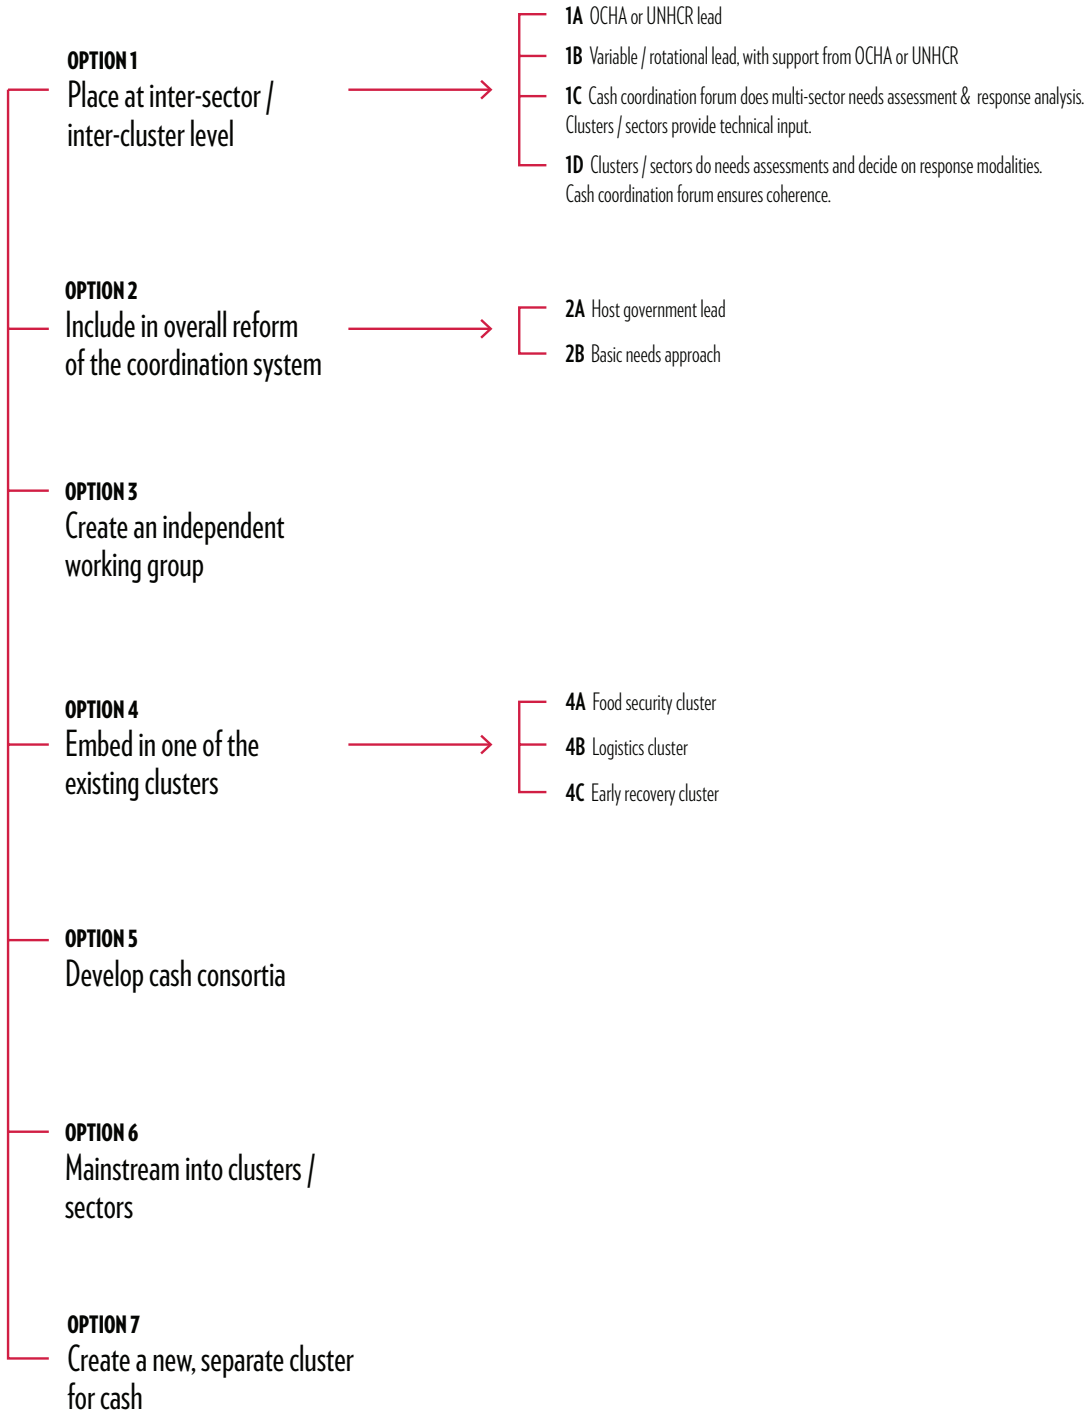 OPTION 1
Place at inter-sector /
inter-cluster level
1A OCHA or UNHCR lead
1B Variable / rotational lead, with support from OCHA or UNHCR
1C Cash coordination forum does multi-sector needs assessment & response analysis.
Clusters / sectors provide technical input.
1D Clusters / sectors do needs assessments and decide on response modalities.
Cash coordination forum ensures coherence.
OPTION 2
Include in overall reform
of the coordination system
2A Host government lead
2B Basic needs approach
OPTION 3
Create an independent
working group
OPTION 4
Embed in one of the
existing clusters
4A Food security cluster
4B Logistics cluster
4C Early recovery cluster
OPTION 5
Develop cash consortia
OPTION 6
Mainstream into clusters /
sectors
OPTION 7
Create a new, separate cluster
for cash